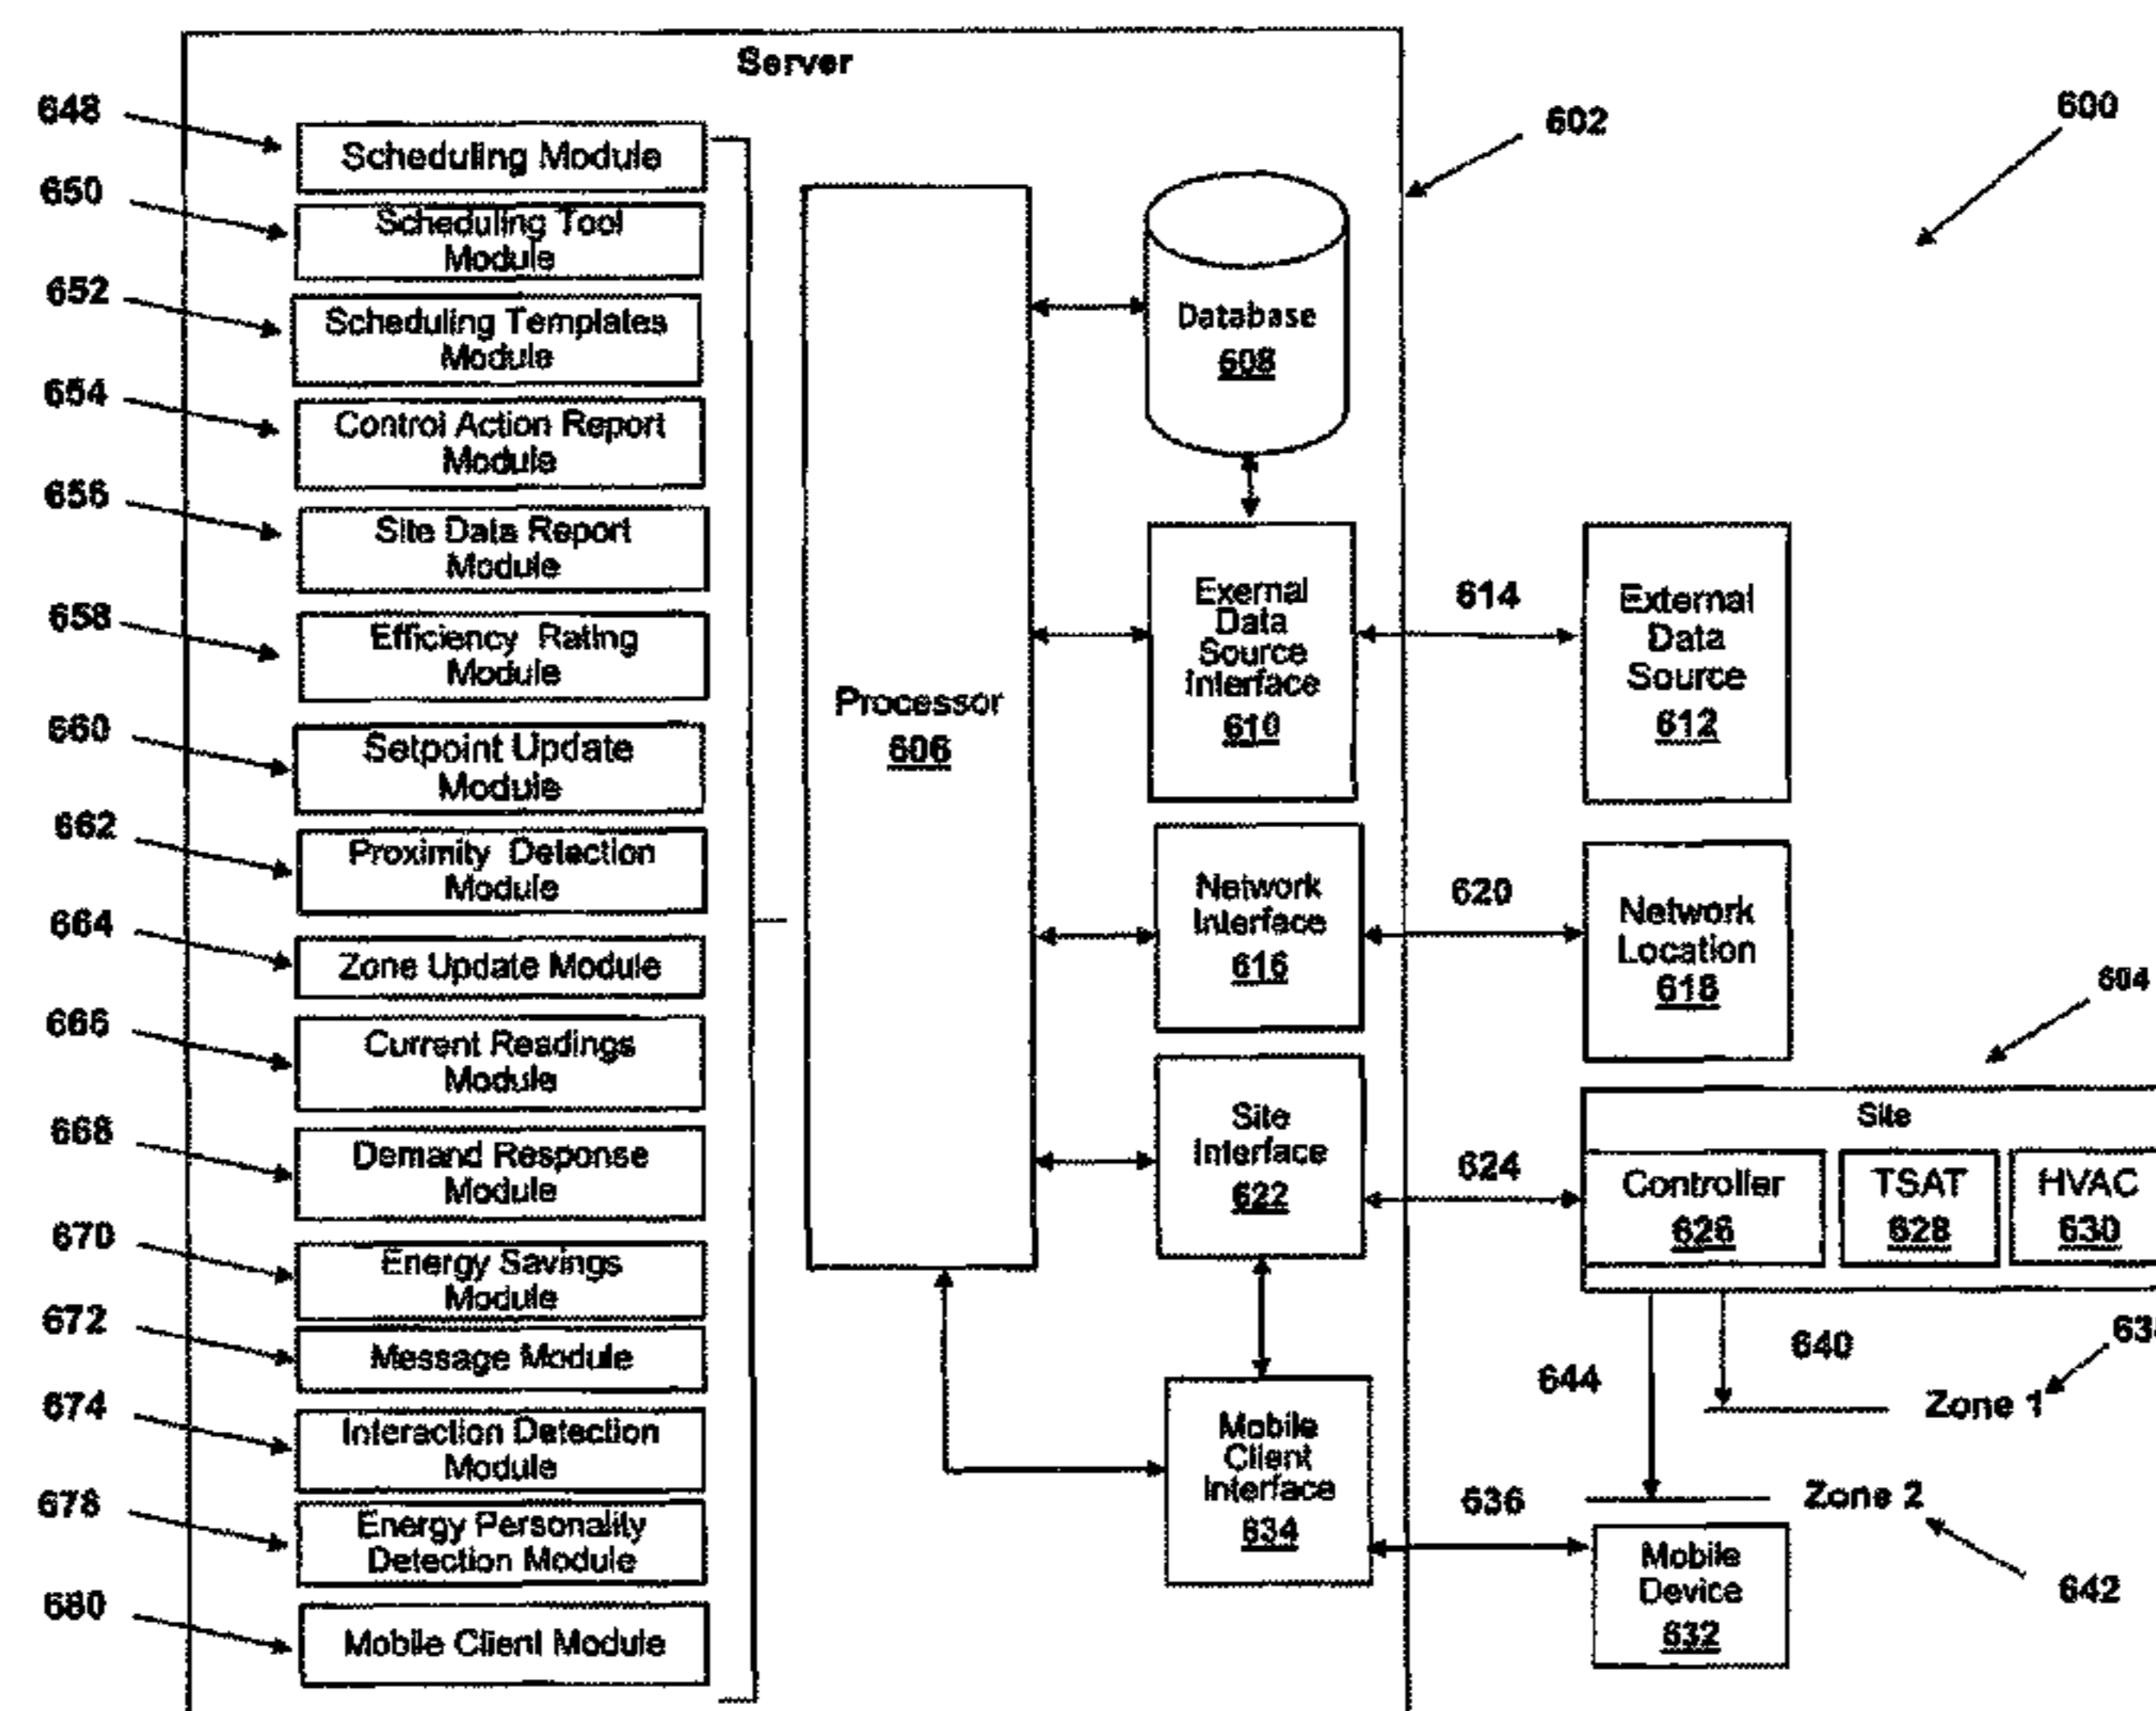 Server
648
Scheduling Module
650
Scheduling Tool
Module
652
Scheduling Templates
Module
654
Control Action Report
Module
656
Site Data Report
Module
658
Efficiency Rating
Module
660
Setpoint Update
Module
662
Proximity Detection
Module
664
Zone Update Module
666
Current Readings
Module
668
Demand Response
Module
670
Energy Savings
Module
672
Message Module
674
Interaction Detection
Module
678
Energy Personality
Detection Module
680
Mobile Client Module
Processor
606
Database
608
Exernal
Data
Source
Interface
610
Network
Interface
616
Site
Interface
622
Mobile
Client
Interface
634
602
600
614
External
Data
Source
612
620
Network
Location
618
604
Site
624
Controller
626
TSAT
628
HVAC
630
644
640
Zone 1
Zone 2
636
642
Mobile
Device
632